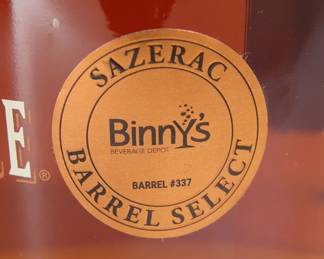 SAZERAC
Binny's
BEVERAGE DEPOT
BARREL #337
BARREL SELECT
E®